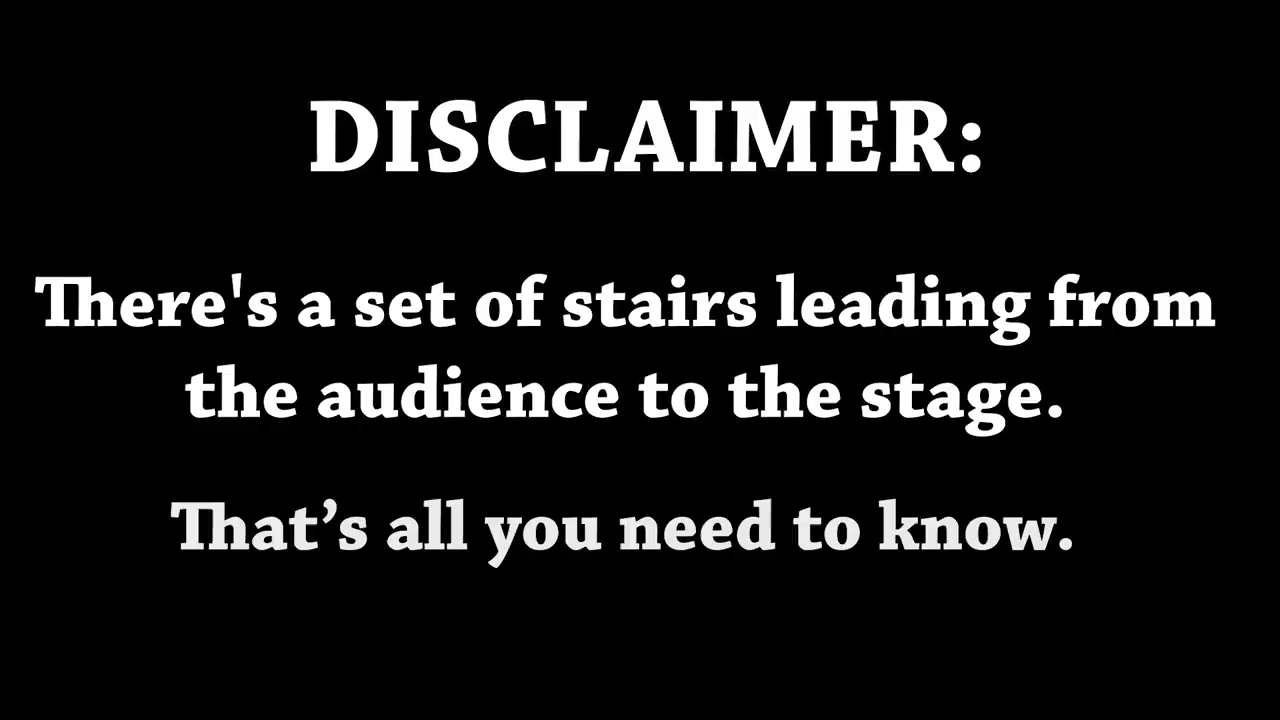 DISCLAIMER:
There's a set of stairs leading from
the audience to the stage.
That’s all you need to know.